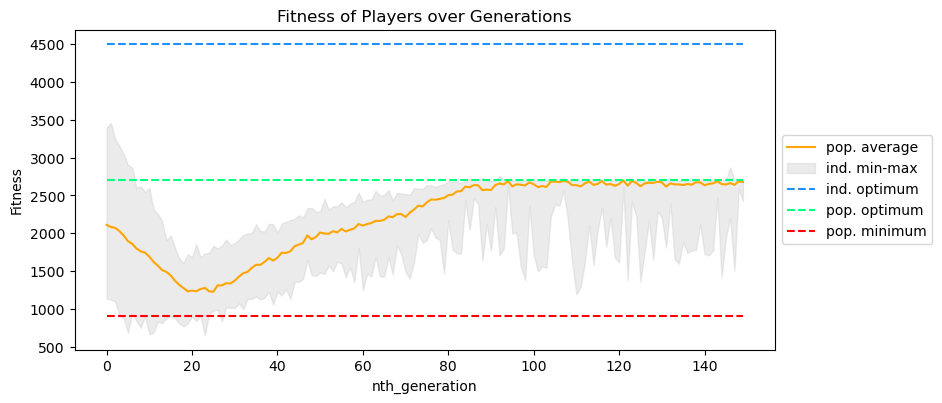 Fitness of Players over Generations
4500
4000
3500
3000
2500
2000
1500
1000
500
Fitness
0 20 40 60 80 100 120 140
nth_generation
pop. average
ind. min-max
ind. optimum
pop. optimum
pop. minimum